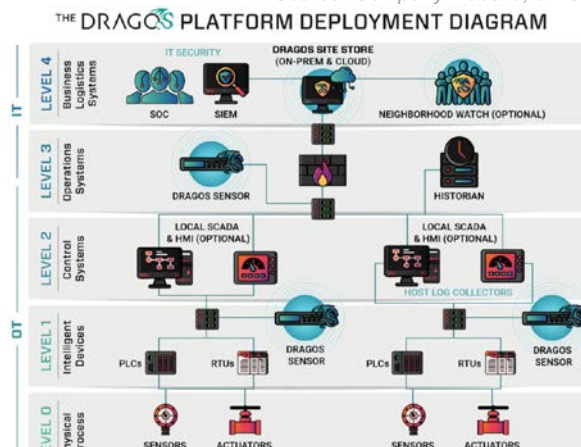 THE DRAGOS PLATFORM DEPLOYMENT DIAGRAM
IT
OT
LEVEL 4
Business
Logistics
Systems
IT SECURITY
SOC
SIEM
DRAGOS SITE STORE
(ON-PREM & CLOUD)
NEIGHBORHOOD WATCH (OPTIONAL)
LEVEL 3
Operations
Systems
DRAGOS SENSOR
HISTORIAN
LEVEL 2
Control
Systems
LOCAL SCADA
& HMI (OPTIONAL)
LOCAL SCADA
& HMI (OPTIONAL)
HOST LOG COLLECTORS
LEVEL 1
Intelligent
Devices
PLCs
RTUs
DRAGOS
SENSOR
PLCs
RTUs
DRAGOS
SENSOR
LEVEL 0
Process
SENSORS
ACTUATORS
SENSORS
ACTUATORS